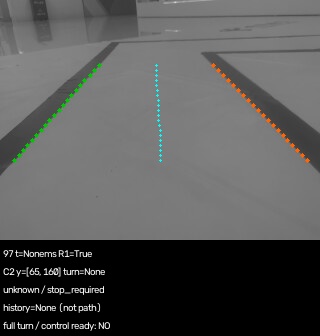 97 t=Nonems R1=True
C2 y=[65, 160] turn=None
unknown / stop_required
history=None (not path)
full turn / control ready: NO